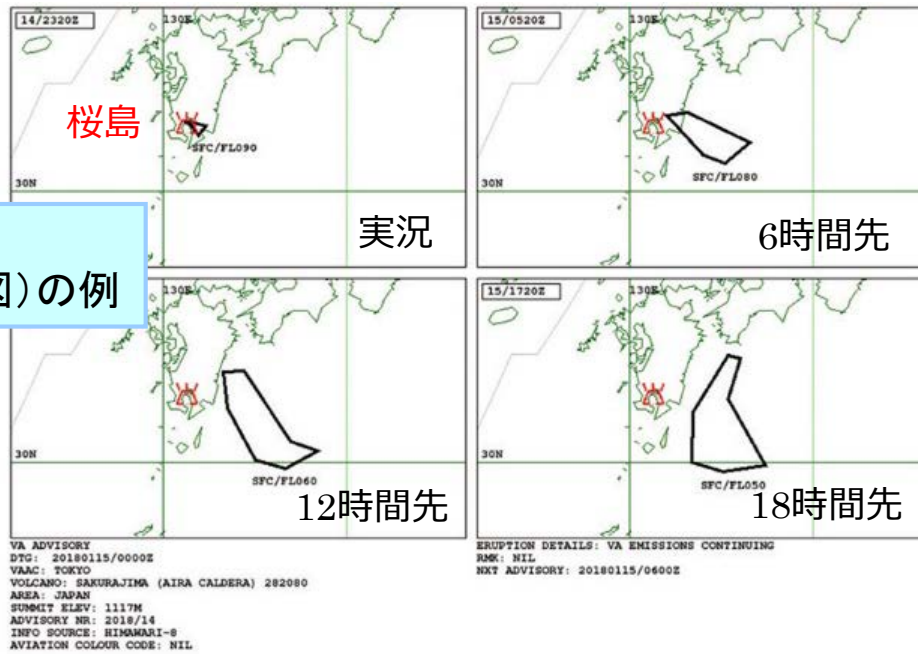 14/2320Z
130E
桜島
SFC/FL090
30N
実況
15/0520Z
130E
SFC/FL080
30N
6時間先
図)の例
130E
30N
SFC/FL060
12時間先
15/1720Z
130E
30N
SFC/FL050
18時間先
VA ADVISORY
DTG: 20180115/0000Z
VAAC: TOKYO
VOLCANO: SAKURAJIMA (AIRA CALDERA) 282080
AREA: JAPAN
SUMMIT ELEV: 1117M
ADVISORY NR: 2018/14
INFO SOURCE: HIMAWARI-8
AVIATION COLOUR CODE: NIL
ERUPTION DETAILS: VA EMISSIONS CONTINUING
RMK: NIL
NXT ADVISORY: 20180115/0600Z